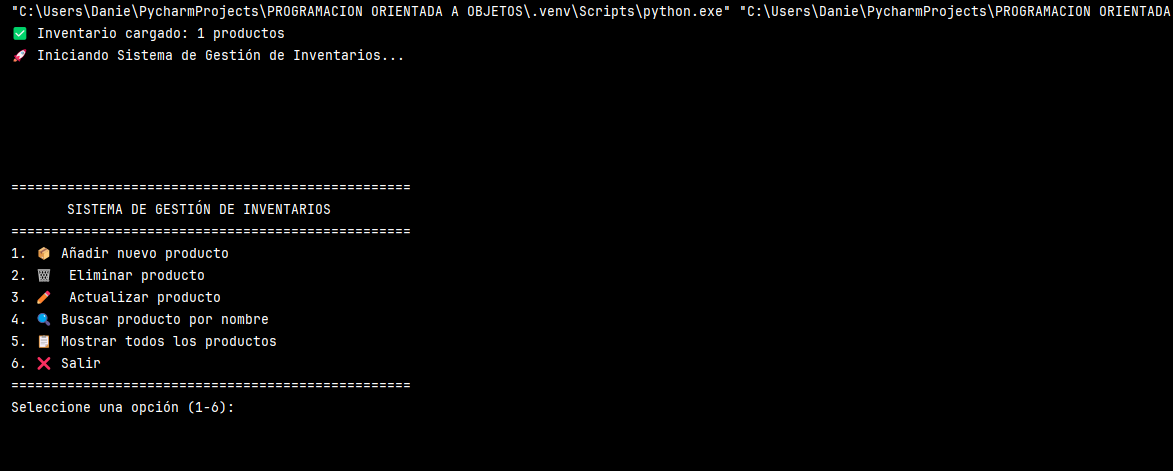 "C:\Users\Danie\PycharmProjects\PROGRAMACION ORIENTADA A OBJETOS\.venv\Scripts\python.exe" "C:\Users\Danie\PycharmProjects\PROGRAMACION ORIENTADA
✅ Inventario cargado: 1 productos
🚀 Iniciando Sistema de Gestión de Inventarios...
==================================================
SISTEMA DE GESTIÓN DE INVENTARIOS
==================================================
1. 📦 Añadir nuevo producto
2. 🗑️ Eliminar producto
3. ✏️ Actualizar producto
4. 🔍 Buscar producto por nombre
5. 📋 Mostrar todos los productos
6. ❌ Salir
==================================================
Seleccione una opción (1-6):